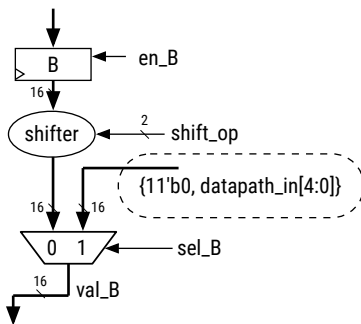 B
en_B
16
shifter
2
shift_op
{11'b0, datapath_in[4:0]}
16
16
0 1
sel_B
16
val_B